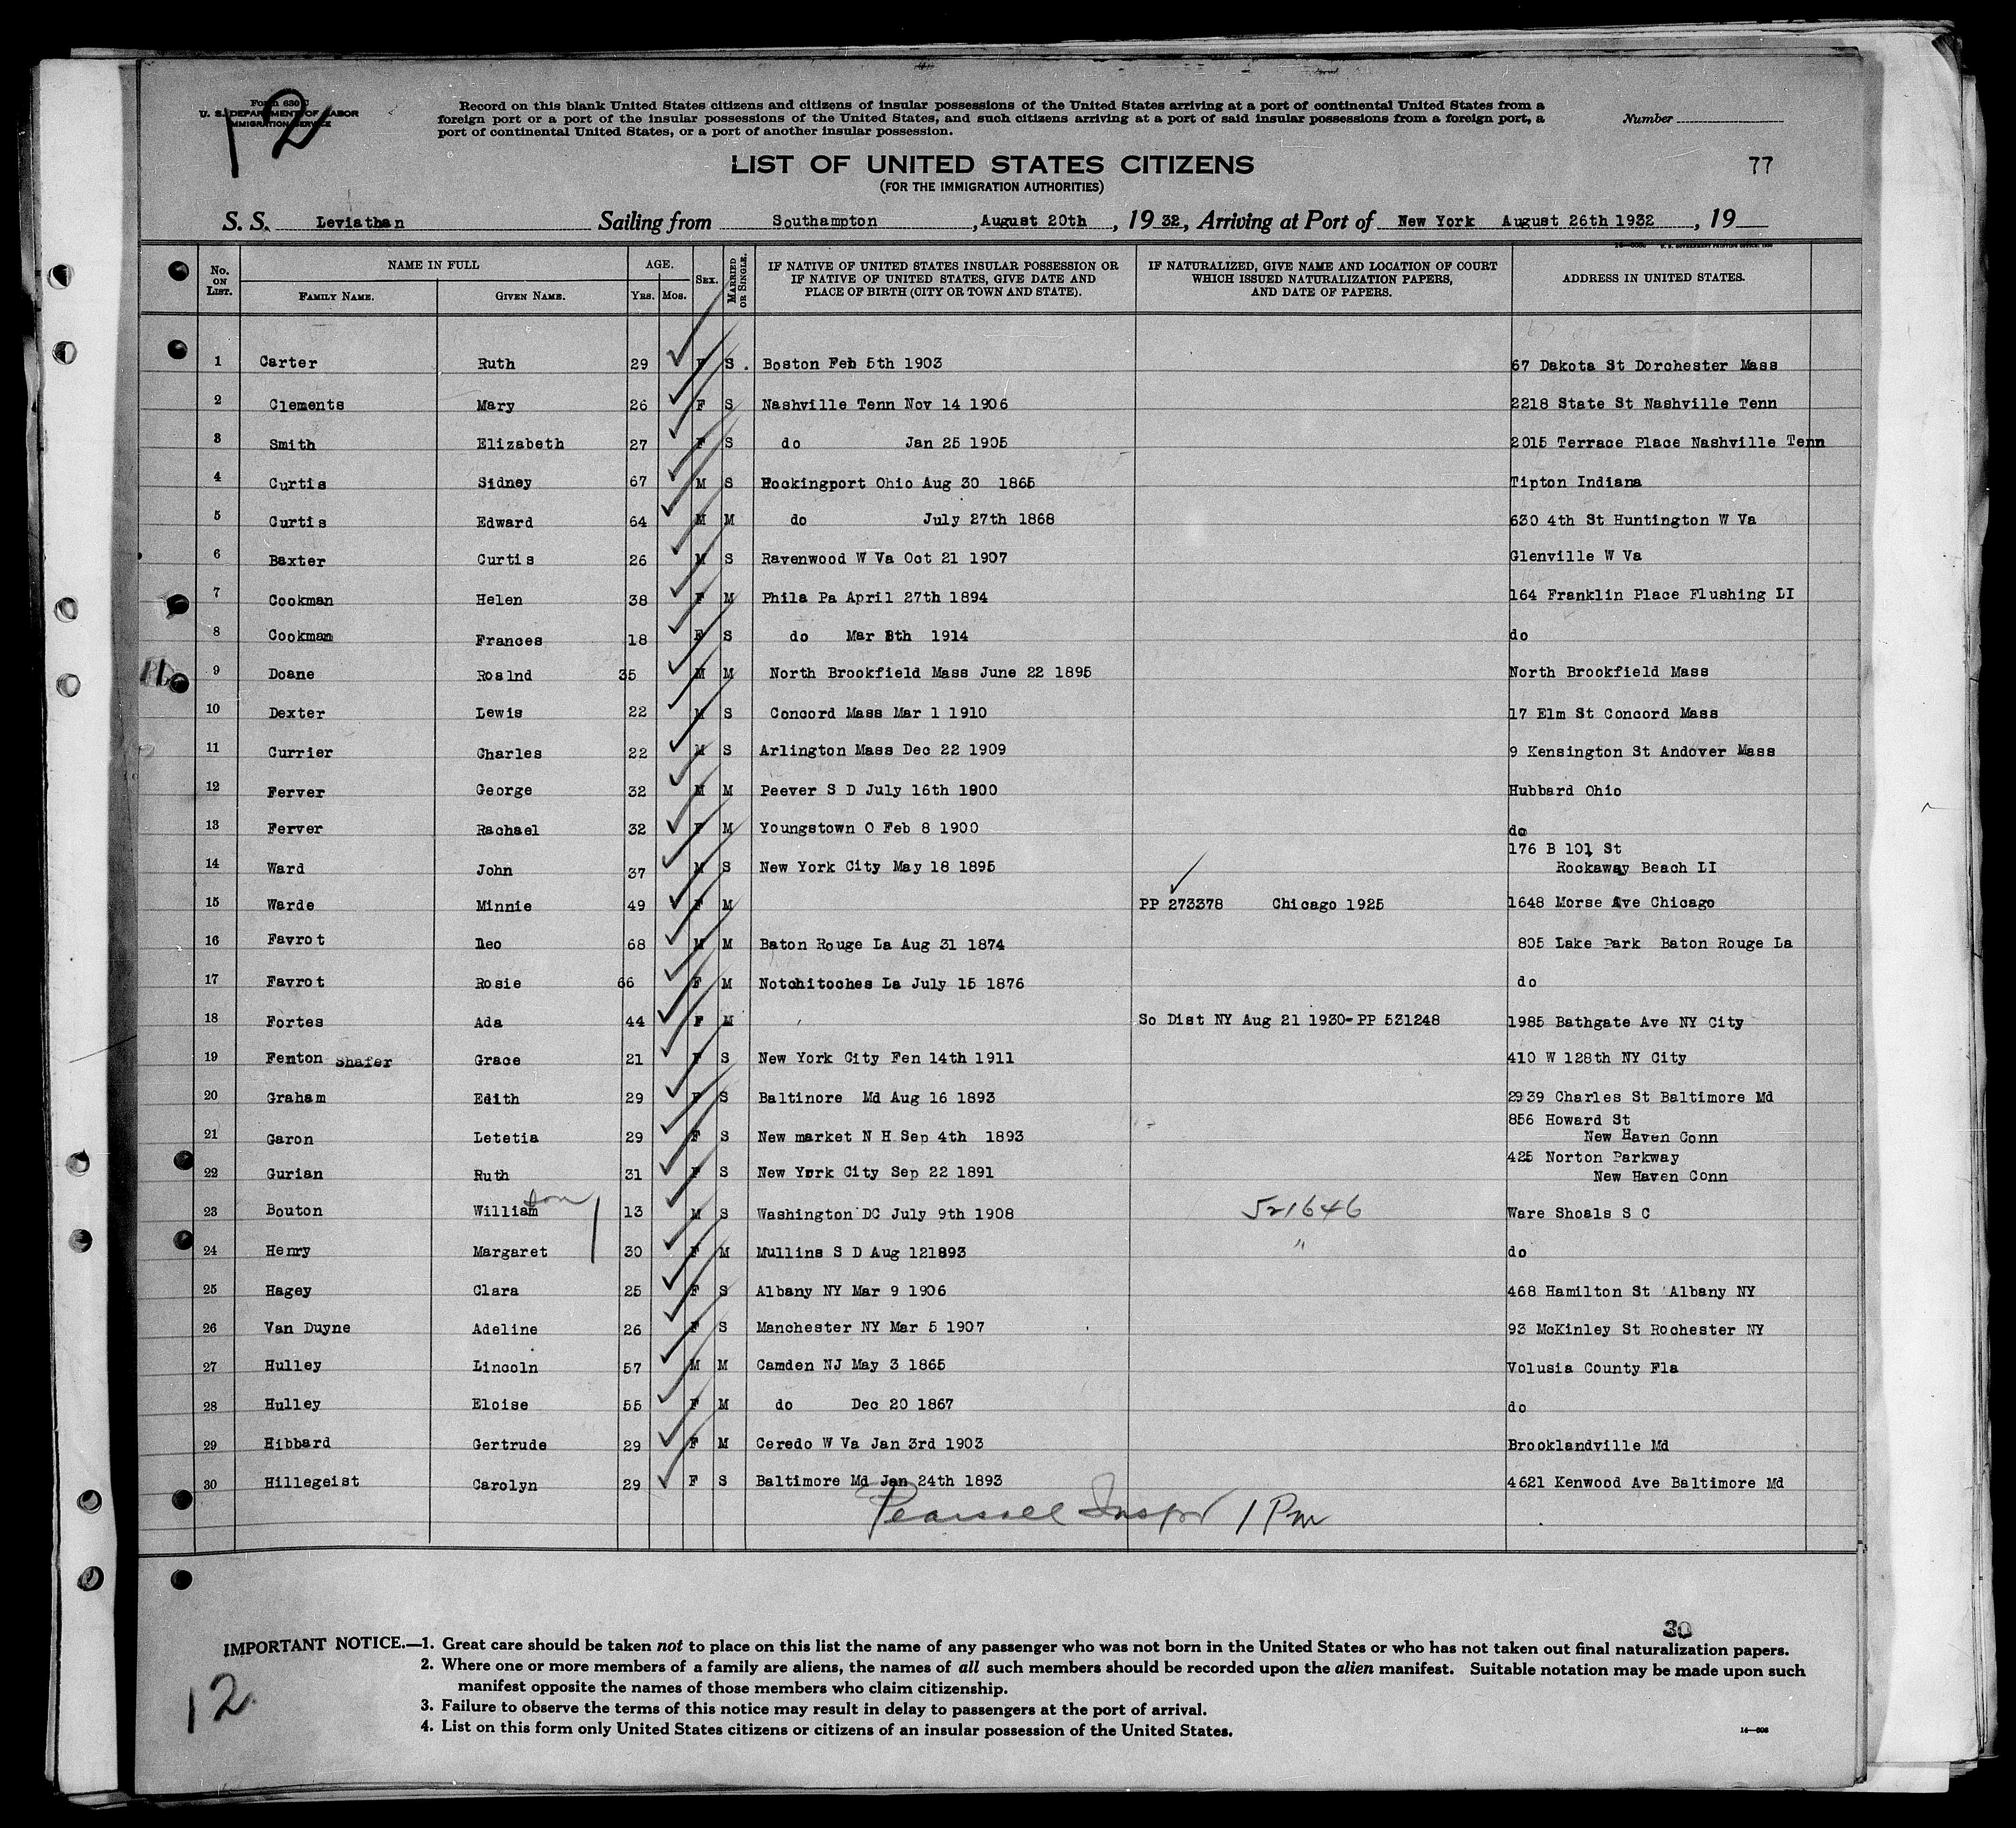 12
Form 630
U. S. DEPARTMENT OF LABOR
IMMIGRATION SERVICE
Record on this blank United States citizens and citizens of insular possessions of the United States arriving at a port of continental United States from a
foreign port or a port of the insular possessions of the United States, and such citizens arriving at a port of said insular possessions from a foreign port, a
port of continental United States, or a port of another insular possession.
Number
LIST OF UNITED STATES CITIZENS
(FOR THE IMMIGRATION AUTHORITIES)
77
S. S. Leviathan Sailing from Southampton, August 20th, 1932, Arriving at Port of New York August 26th 1932, 19
No. ON LIST. NAME IN FULL FAMILY NAME. GIVEN NAME. AGE. YRS. MOS. SEX. MARRIED OR SINGLE. IF NATIVE OF UNITED STATES INSULAR POSSESSION OR IF NATIVE OF UNITED STATES, GIVE DATE AND PLACE OF BIRTH (CITY OR TOWN AND STATE). IF NATURALIZED, GIVE NAME AND LOCATION OF COURT WHICH ISSUED NATURALIZATION PAPERS, AND DATE OF PAPERS. ADDRESS IN UNITED STATES.
1 Carter Ruth 29 F S. Boston Feb 5th 1903 67 Dakota St Dorchester Mass
2 Clements Mary 26 F S Nashville Tenn Nov 14 1906 2218 State St Nashville Tenn
3 Smith Elizabeth 27 F S do Jan 25 1905 2015 Terrace Place Nashville Tenn
4 Curtis Sidney 67 M S Hockingport Ohio Aug 30 1865 Tipton Indiana
5 Curtis Edward 64 M M do July 27th 1868 630 4th St Huntington W Va
6 Baxter Curtis 26 M S Ravenwood W Va Oct 21 1907 Glenville W Va
7 Cookman Helen 38 F M Phila Pa April 27th 1894 164 Franklin Place Flushing LI
8 Cookman Frances 18 F S do Mar 8th 1914 do
9 Doane Roalnd 35 M M North Brookfield Mass June 22 1895 North Brookfield Mass
10 Dexter Lewis 22 M S Concord Mass Mar 1 1910 17 Elm St Concord Mass
11 Currier Charles 22 M S Arlington Mass Dec 22 1909 9 Kensington St Andover Mass
12 Ferver George 32 M M Peever S D July 16th 1900 Hubbard Ohio
13 Ferver Rachael 32 F M Youngstown O Feb 8 1900 do
14 Ward John 37 M S New York City May 18 1895 176 B 101 St
Rockaway Beach LI
15 Warde Minnie 49 F M PP 273378 Chicago 1925 1648 Morse Ave Chicago
16 Favrot Leo 68 M M Baton Rouge La Aug 31 1874 805 Lake Park Baton Rouge La
17 Favrot Rosie 66 F M Notchitoches La July 15 1876 do
18 Fortes Ada 44 F M So Dist NY Aug 21 1930-PP 531248 1985 Bathgate Ave NY City
19 Fenton Shafer Grace 21 F S New York City Fen 14th 1911 410 W 128th NY City
20 Graham Edith 29 F S Baltinore Md Aug 16 1893 2939 Charles St Baltimore Md
21 Garon Letetia 29 F S New market N H Sep 4th 1893 856 Howard St
New Haven Conn
22 Gurian Ruth 31 F S New York City Sep 22 1891 425 Norton Parkway
New Haven Conn
23 Bouton William son 13 M S Washington DC July 9th 1908 521646 Ware Shoals S C
24 Henry Margaret 30 F M Mullins S D Aug 121893 " do
25 Hagey Clara 25 F S Albany NY Mar 9 1906 468 Hamilton St Albany NY
26 Van Duyne Adeline 26 F S Manchester NY Mar 5 1907 93 McKinley St Rochester NY
27 Hulley Lincoln 57 M M Camden NJ May 3 1865 Volusia County Fla
28 Hulley Eloise 55 F M do Dec 20 1867 do
29 Hibbard Gertrude 29 F M Ceredo W Va Jan 3rd 1903 Brooklandville Md
30 Hillegeist Carolyn 29 F S Baltimore Md Jan 24th 1893 4621 Kenwood Ave Baltimore Md
Pearsall Inspr 1 Pm
30
IMPORTANT NOTICE.—1. Great care should be taken not to place on this list the name of any passenger who was not born in the United States or who has not taken out final naturalization papers.
2. Where one or more members of a family are aliens, the names of all such members should be recorded upon the alien manifest. Suitable notation may be made upon such
manifest opposite the names of those members who claim citizenship.
3. Failure to observe the terms of this notice may result in delay to passengers at the port of arrival.
4. List on this form only United States citizens or citizens of an insular possession of the United States.
12